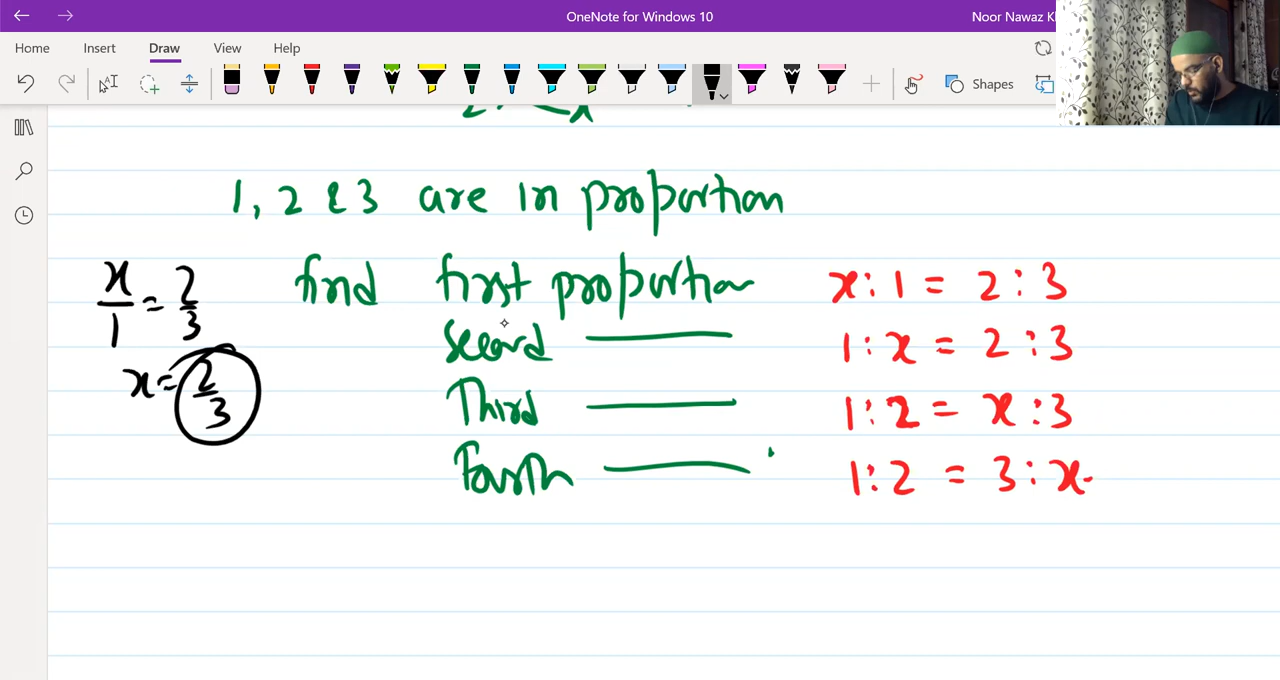 OneNote for Windows 10
Noor Nawaz
Home Insert Draw View Help
Shapes
1, 2 & 3 are in proportion
find first proportion x : 1 = 2 : 3
Second 1 : x = 2 : 3
Third 1 : 2 = x : 3
Fourth 1 : 2 = 3 : x
x/1 = 2/3
x = 2/3